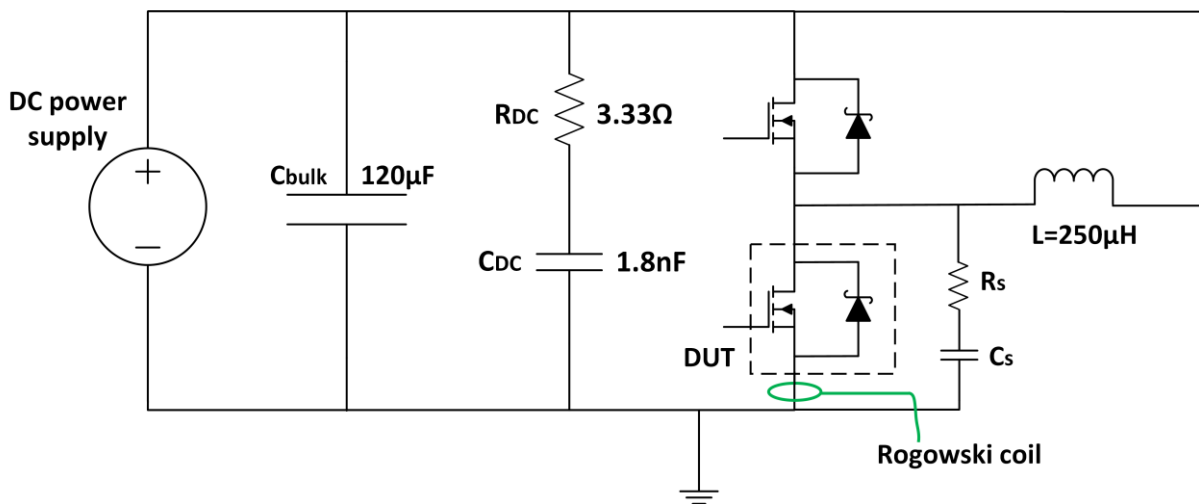 DC power
supply
+
−
Cbulk 120μF
RDC 3.33Ω
CDC 1.8nF
DUT
L=250μH
Rs
Cs
Rogowski coil